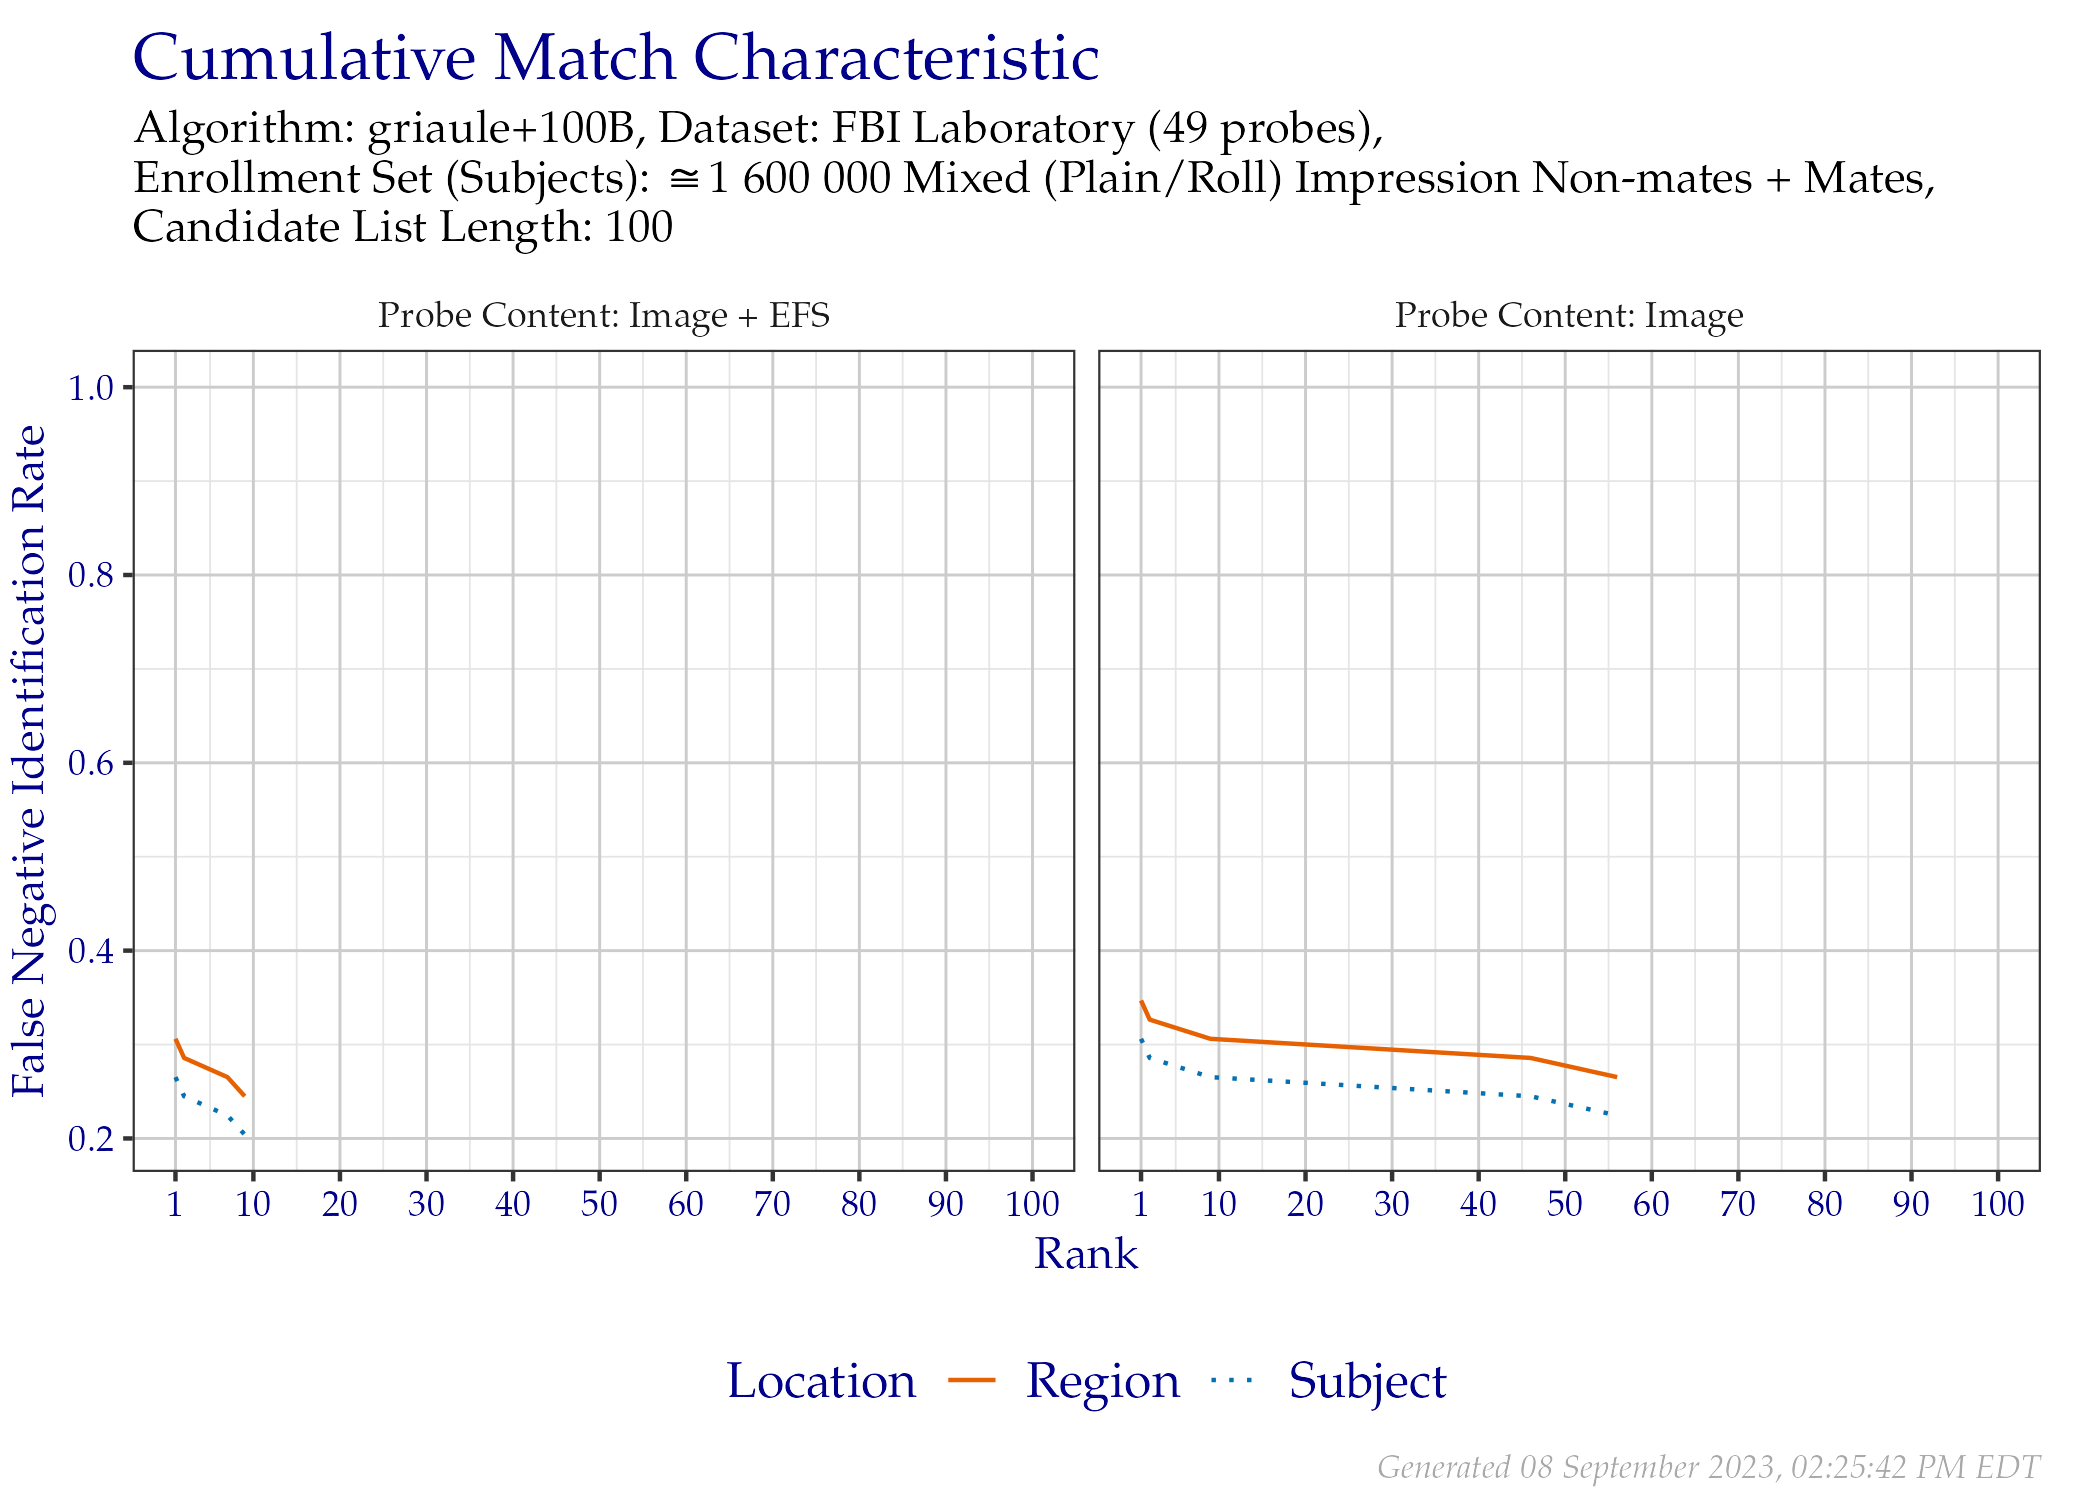 Cumulative Match Characteristic
Algorithm: griaule+100B, Dataset: FBI Laboratory (49 probes),
Enrollment Set (Subjects): ≅1 600 000 Mixed (Plain/Roll) Impression Non-mates + Mates,
Candidate List Length: 100
Probe Content: Image + EFS
Probe Content: Image
False Negative Identification Rate
1.0
0.8
0.6
0.4
0.2
1 10 20 30 40 50 60 70 80 90 100
1 10 20 30 40 50 60 70 80 90 100
Rank
Location Region Subject
Generated 08 September 2023, 02:25:42 PM EDT